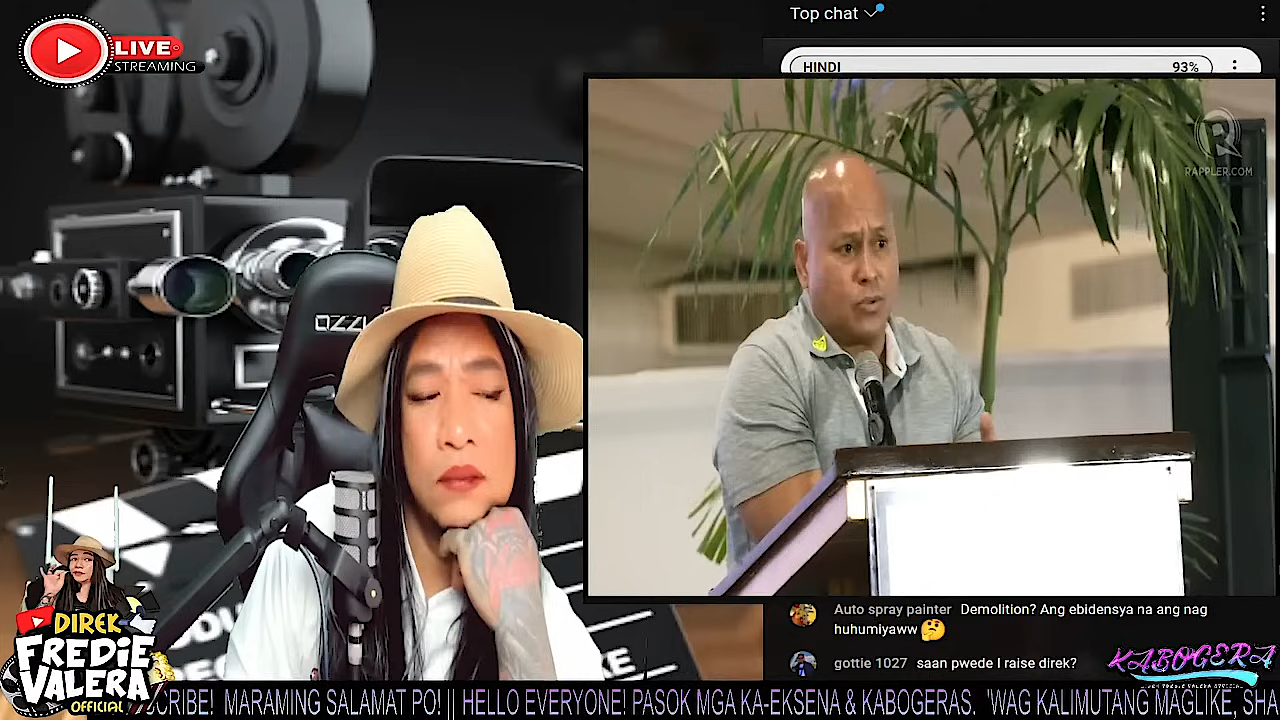 LIVE
STREAMING
Top chat
HINDI 93%
RAPPLER.COM
Auto spray painter Demolition? Ang ebidensya na ang nag
huhumiyaww
gottie 1027 saan pwede I raise direk?
KABOGERA
DIREK
FREDIE
VALERA
OFFICIAL
CRIBE! MARAMING SALAMAT PO! || HELLO EVERYONE! PASOK MGA KA-EKSENA & KABOGERAS. 'WAG KALIMUTANG MAGLIKE, SHA